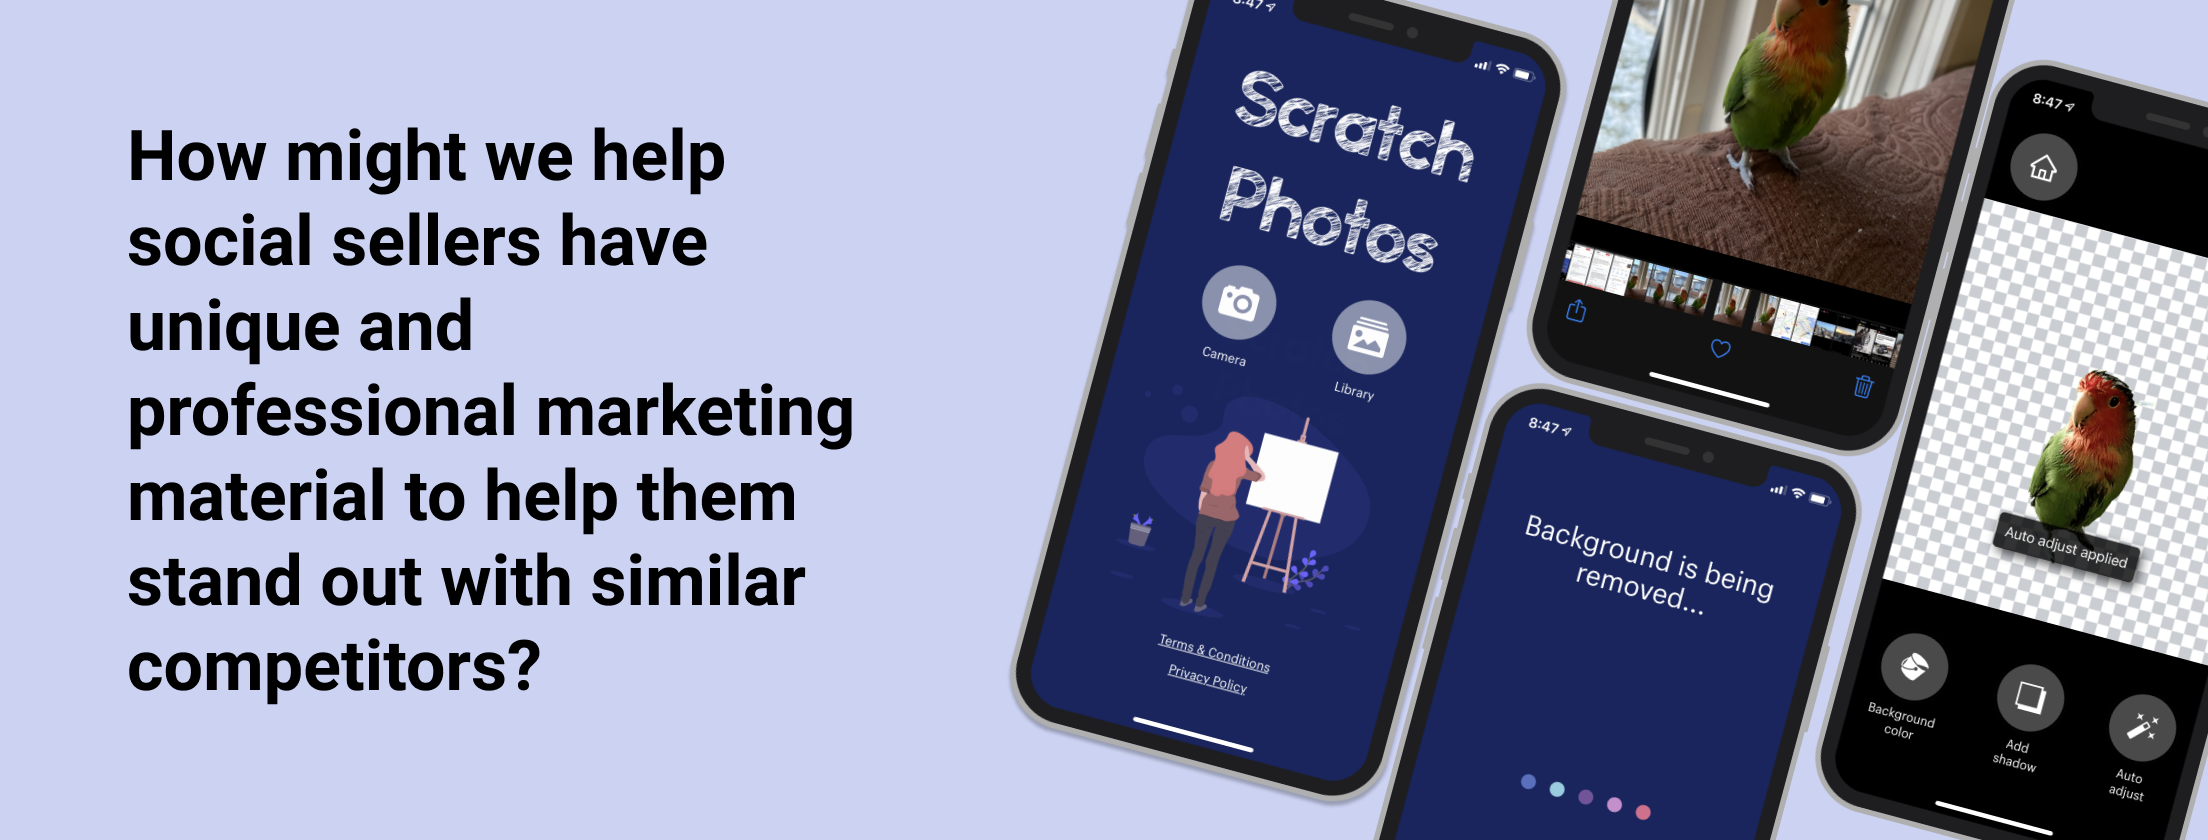 How might we help
social sellers have
unique and
professional marketing
material to help them
stand out with similar
competitors?
8:47
Scratch
Photos
Camera
Library
Terms & Conditions
Privacy Policy
8:47
Background is being
removed...
8:47
Auto adjust applied
Background
color
Add
shadow
Auto
adjust